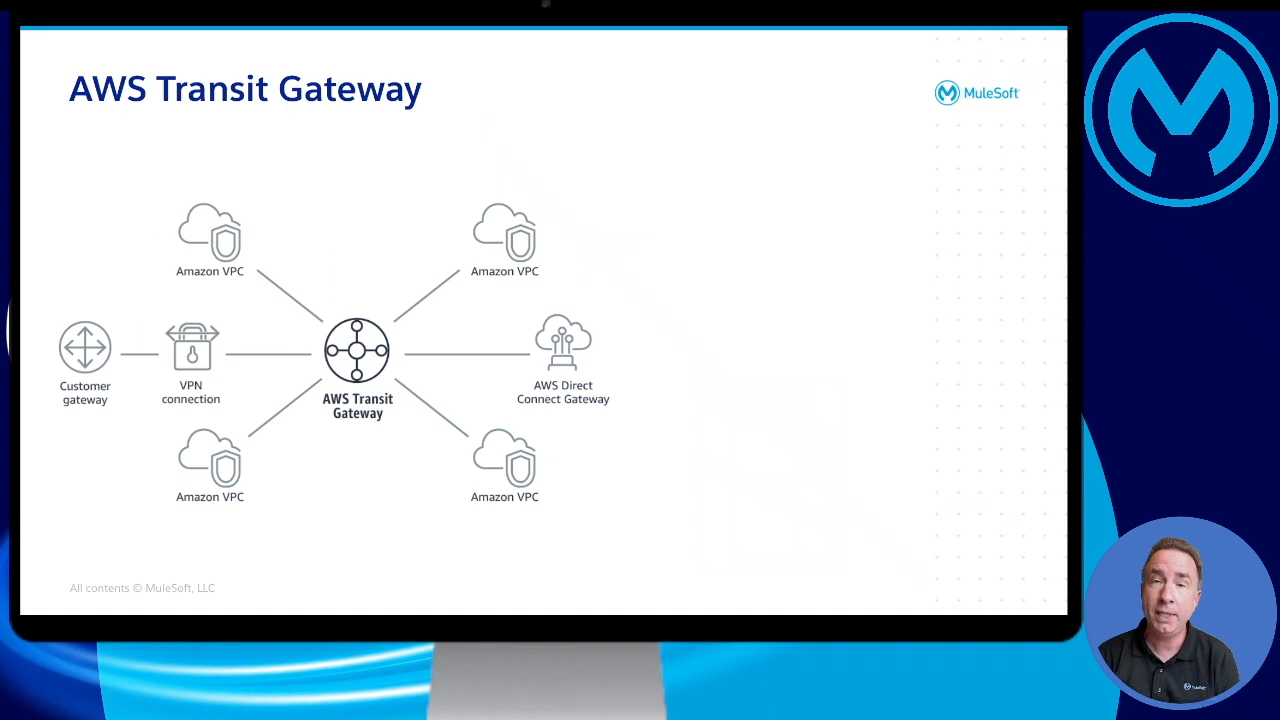 AWS Transit Gateway
MuleSoft
Amazon VPC
Amazon VPC
Customer
gateway
VPN
connection
AWS Transit
Gateway
AWS Direct
Connect Gateway
Amazon VPC
Amazon VPC
All contents © MuleSoft, LLC
MuleSoft